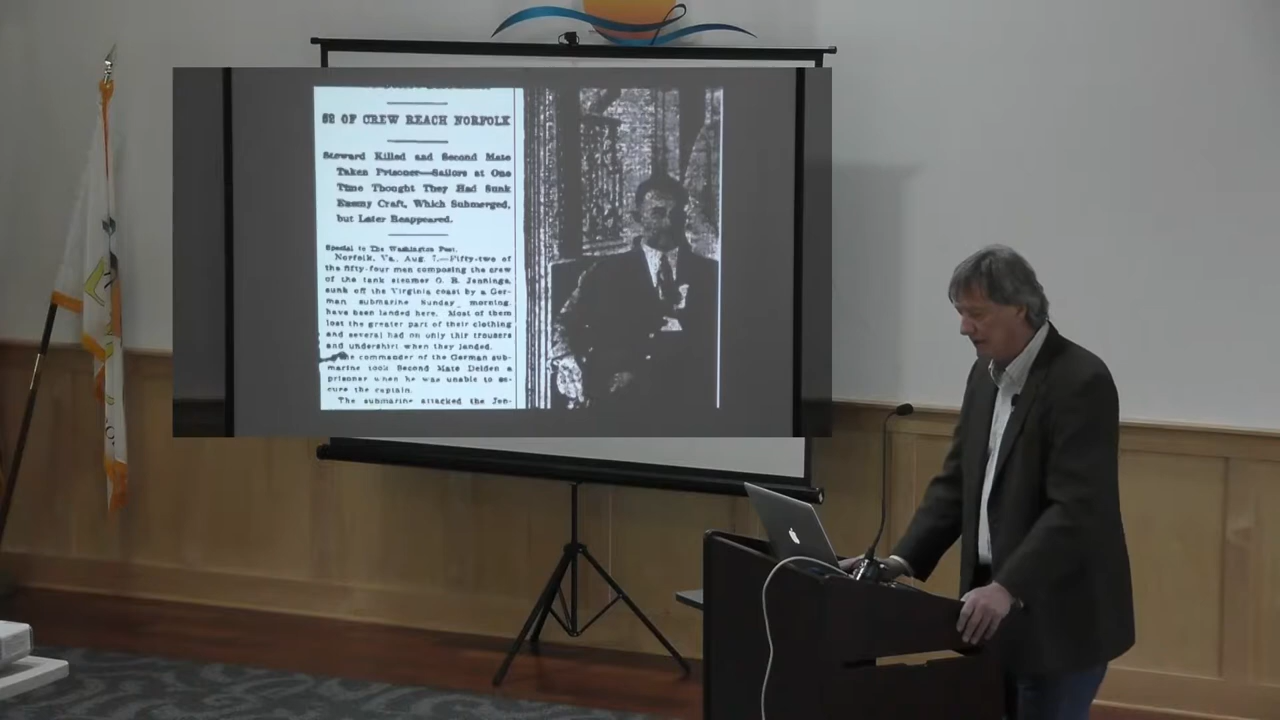 52 OF CREW REACH NORFOLK
Steward Killed and Second Mate
Taken Prisoner—Sailors at One
Time Thought They Had Sunk
Enemy Craft, Which Submerged,
but Later Reappeared.
Special to The Washington Post.
Norfolk, Va., Aug. 7.—Fifty-two of
the fifty-four men composing the crew
of the tank steamer O. B. Jennings,
sunk off the Virginia coast by a Ger-
man submarine Sunday morning,
have been landed here. Most of them
lost the greater part of their clothing
and several had on only thir trousers
and undershirt when they landed.
The commander of the German sub-
marine took Second Mate Delden a
prisoner when he was unable to se-
cure the captain.
The submarine attacked the Jen-